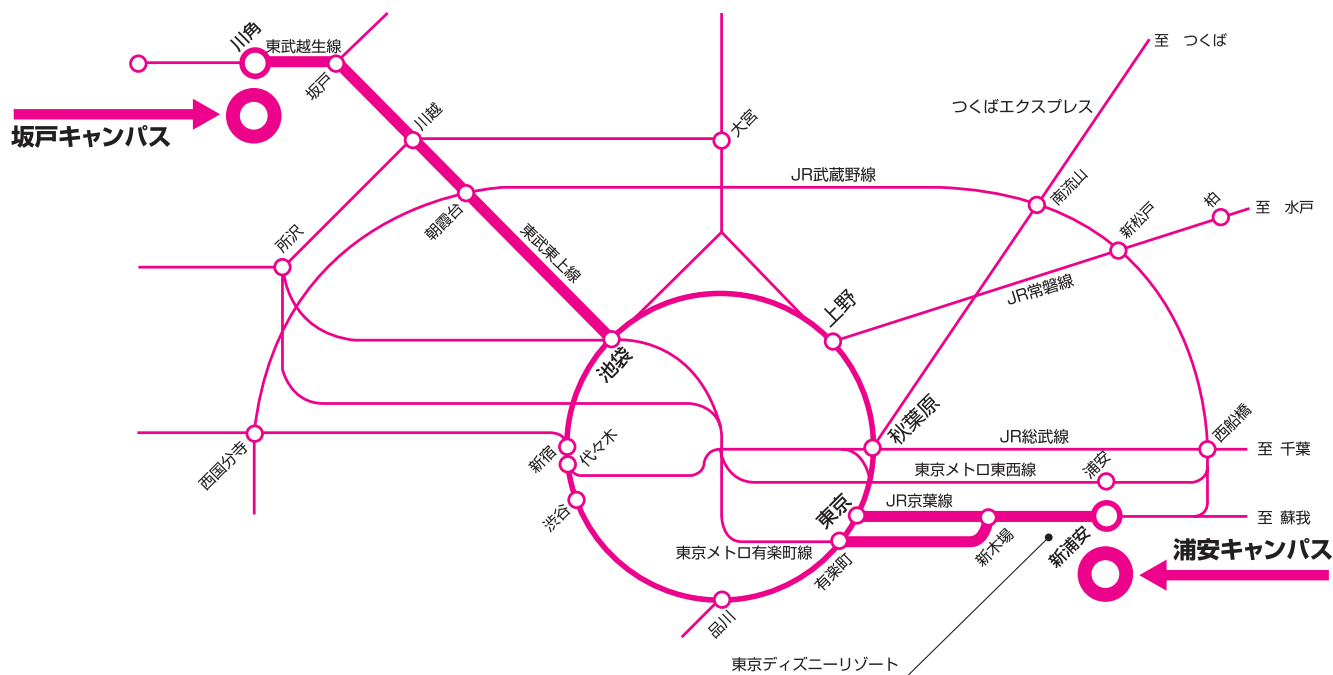 川角
東武越生線
坂戸
坂戸キャンパス
川越
大宮
至　つくば
つくばエクスプレス
JR武蔵野線
南流山
柏
至　水戸
新松戸
朝霞台
所沢
東武東上線
JR常磐線
上野
池袋
秋葉原
西船橋
JR総武線
至 千葉
新宿
代々木
西国分寺
東京メトロ東西線
浦安
渋谷
東京
JR京葉線
至 蘇我
東京メトロ有楽町線
有楽町
新木場
新浦安
浦安キャンパス
品川
東京ディズニーリゾート